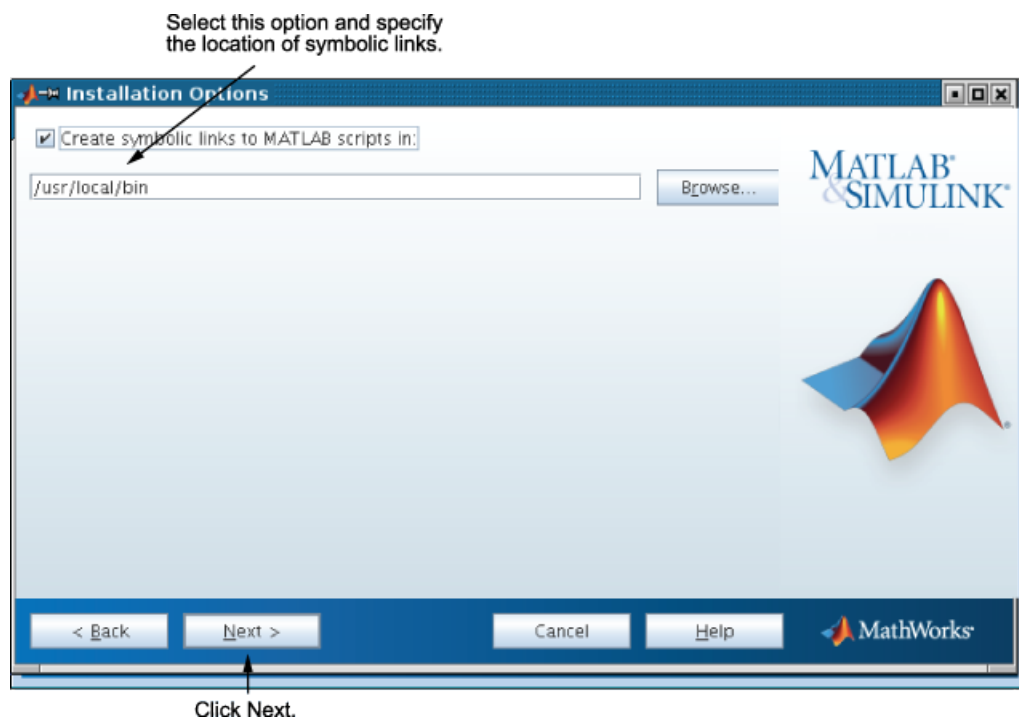 Select this option and specify
the location of symbolic links.
Installation Options
Create symbolic links to MATLAB scripts in:
/usr/local/bin
Browse...
MATLAB®
&SIMULINK®
®
< Back
Next >
Cancel
Help
MathWorks®
Click Next.